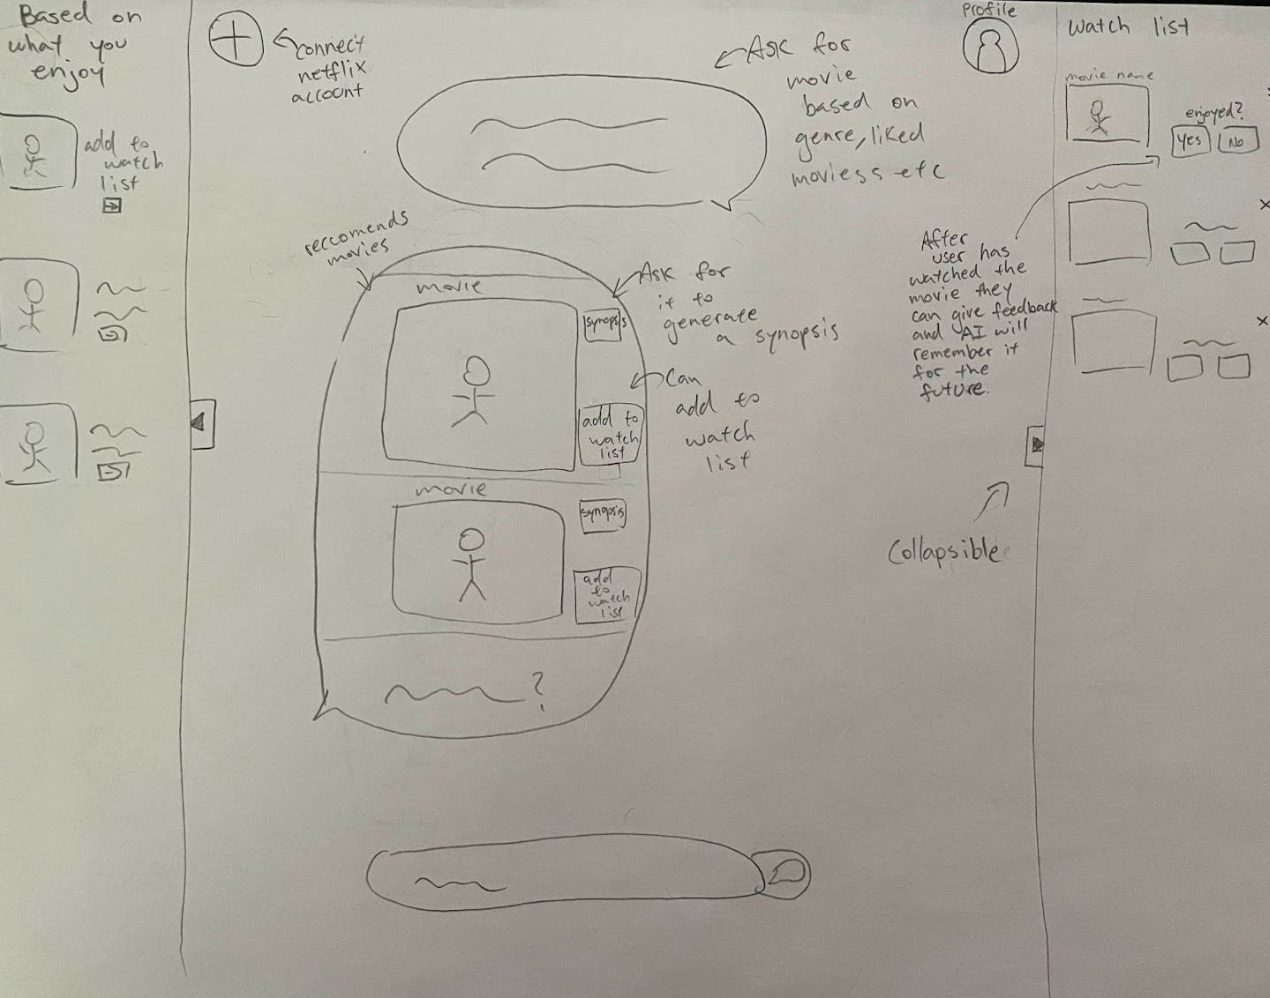 Based on
what you
enjoy
add to
watch
list
connect
netflix
account
Ask for
movie
based on
genre, liked
moviess etc
reccomends
movies
movie
synopsis
Ask for
it to
generate
a synopsis
add to
watch
list
Can
add to
watch
list
movie
synopsis
add
to
watch
list
?
profile
After
user has
watched the
movie they
can give feedback
and AI will
remember it
for the
future.
Collapsible
watch list
movie name
x
enjoyed?
Yes
No
x
x